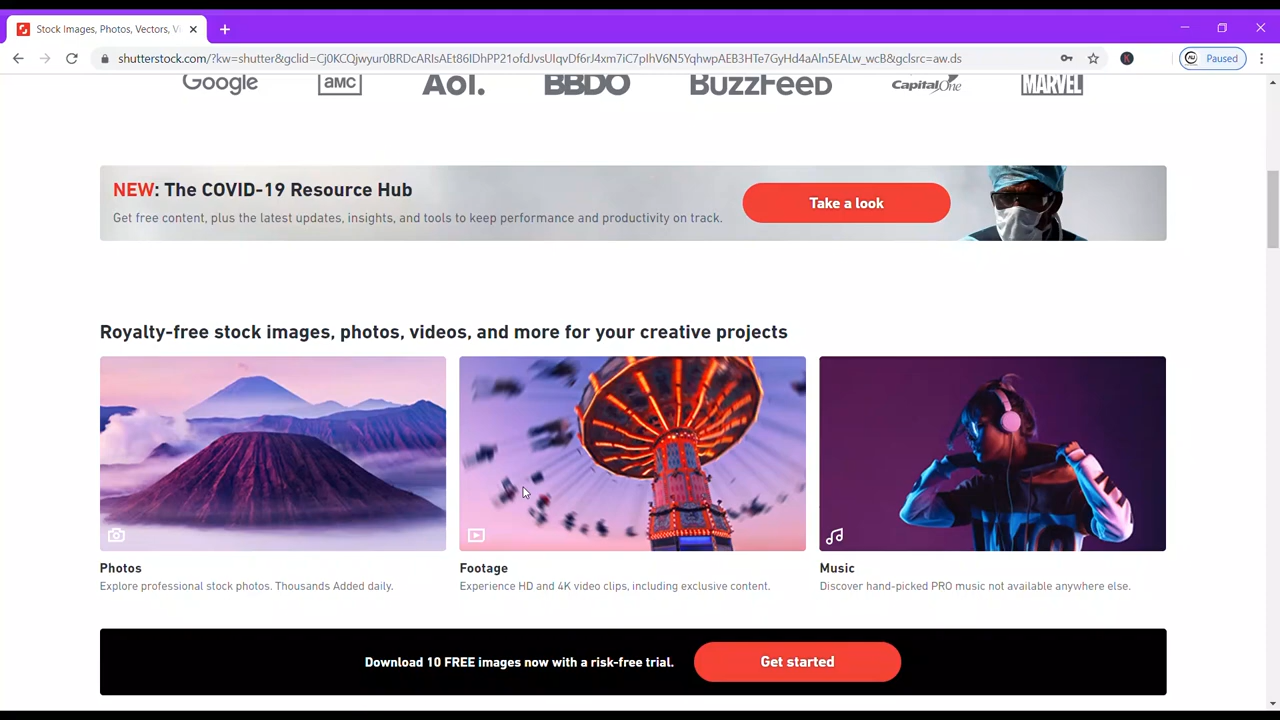 Stock Images, Photos, Vectors, V
shutterstock.com/?kw=shutter&gclid=Cj0KCQjwyur0BRDcARIsAEt86IDhPP21ofdJvsUIqvDf6rJ4xm7iC7pIhV6N5YqhwpAEB3HTe7GyHd4aAln5EALw_wcB&gclsrc=aw.ds
Paused
Google amc Aol. BBDO BuzzFeed Capital One MARVEL
NEW: The COVID-19 Resource Hub
Get free content, plus the latest updates, insights, and tools to keep performance and productivity on track.
Take a look
Royalty-free stock images, photos, videos, and more for your creative projects
Photos
Explore professional stock photos. Thousands Added daily.
Footage
Experience HD and 4K video clips, including exclusive content.
Music
Discover hand-picked PRO music not available anywhere else.
Download 10 FREE images now with a risk-free trial.
Get started